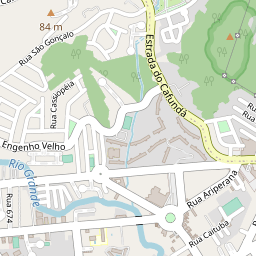 84 m
Rua São Gonçalo
Estrada do Cafundá
Rua Cassiopéia
Engenho Velho
Rio Grande
Rua 674
Rua Ariperana
Rua Caituba